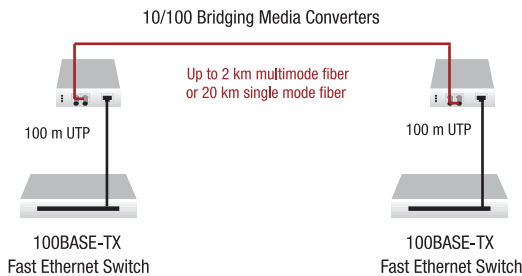 10/100 Bridging Media Converters
Up to 2 km multimode fiber
or 20 km single mode fiber
100 m UTP
100 m UTP
100BASE-TX
Fast Ethernet Switch
100BASE-TX
Fast Ethernet Switch